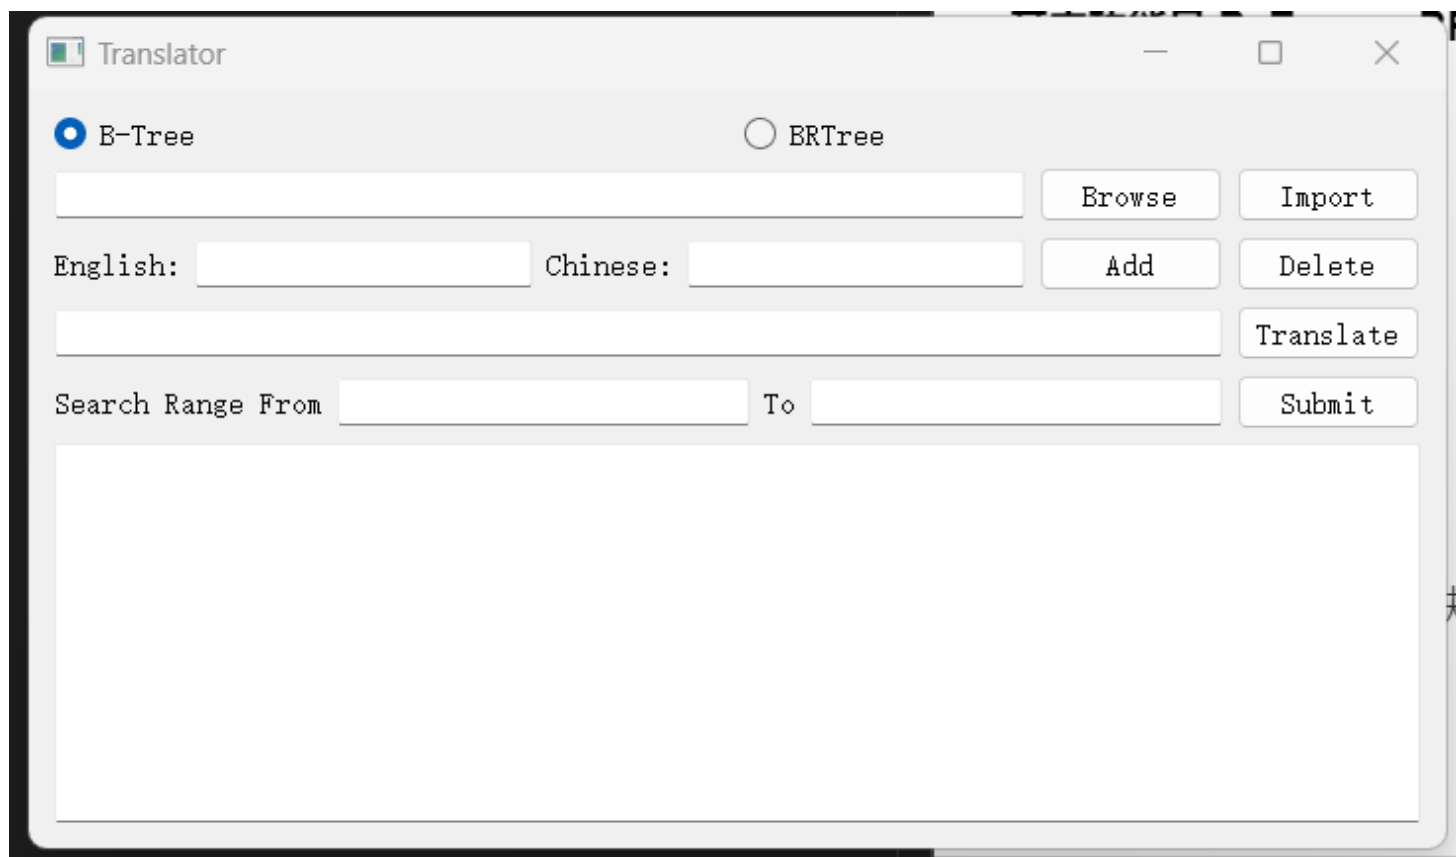 Translator
B-Tree BRTree
Browse Import
English: Chinese: Add Delete
Translate
Search Range From To Submit